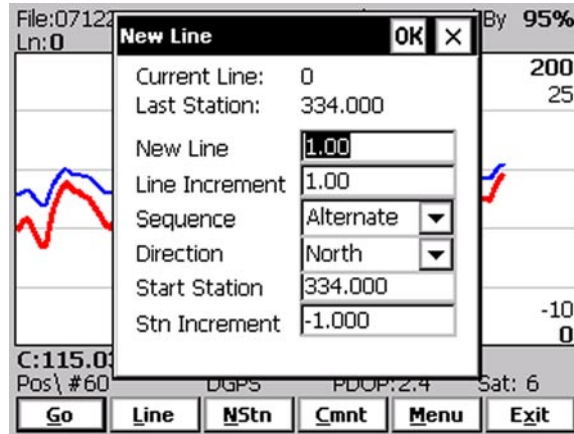 File:07122 By 95%
Ln:0
New Line OK ×
200
25
Current Line: 0
Last Station: 334.000
New Line 1.00
Line Increment 1.00
Sequence Alternate
Direction North
Start Station 334.000
Stn Increment -1.000
-10
0
C:115.03
Pos\ #60 DGPS PDOP:2.4 Sat: 6
Go Line NStn Cmnt Menu Exit